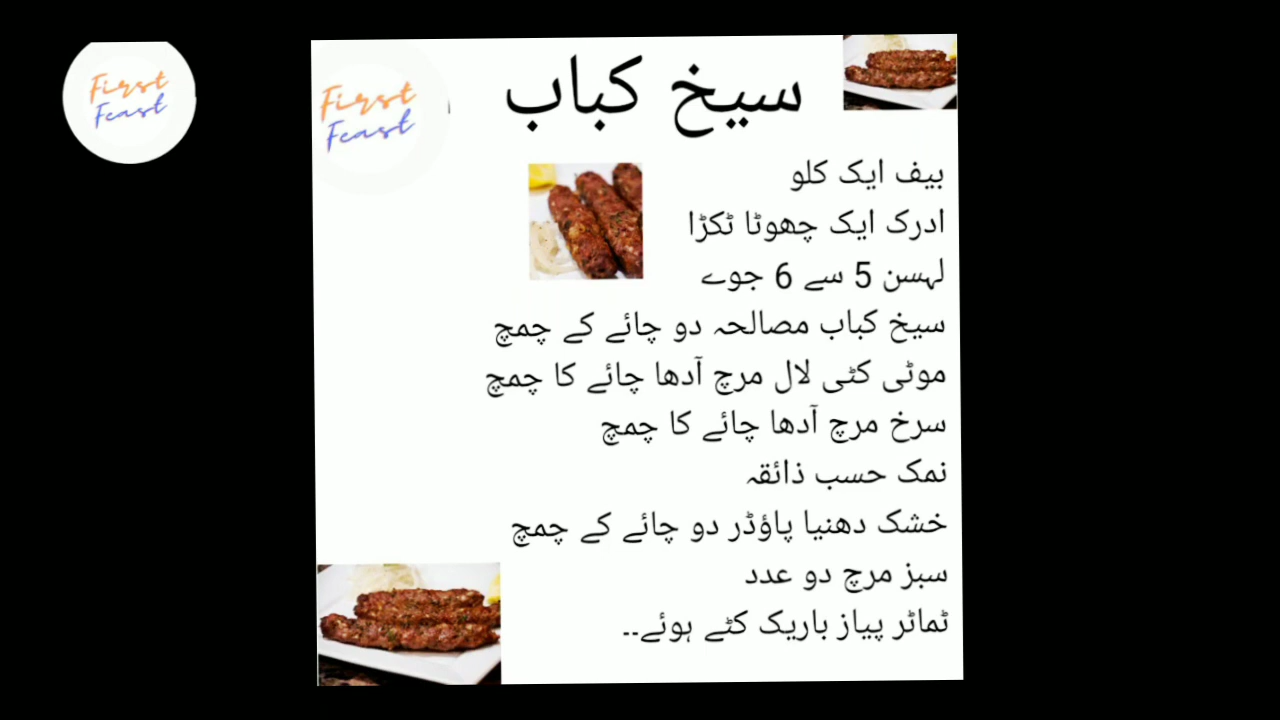 First
Feast
First
Feast
سیخ کباب
بیف ایک کلو
ادرک ایک چھوٹا ٹکڑا
لہسن 5 سے 6 جوے
سیخ کباب مصالحہ دو چائے کے چمچ
موٹی کٹی لال مرچ آدھا چائے کا چمچ
سرخ مرچ آدھا چائے کا چمچ
نمک حسب ذائقہ
خشک دھنیا پاؤڈر دو چائے کے چمچ
سبز مرچ دو عدد
ٹماٹر پیاز باریک کٹے ہوئے۔۔